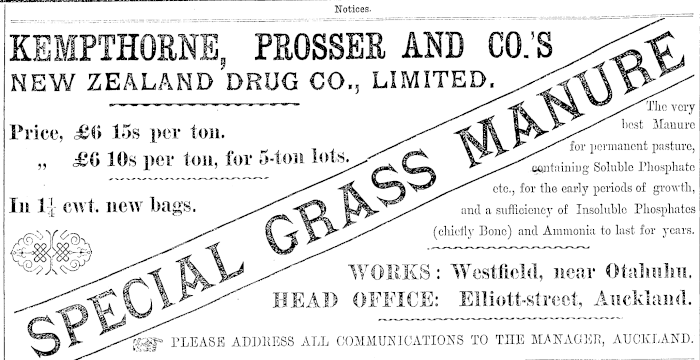 Notices.
KEMPTHORNE, PROSSER AND CO.'S
NEW ZEALAND DRUG CO., LIMITED.
Price, £6 15s per ton.
„ £6 10s per ton, for 5-ton lots.
In 1¼ cwt. new bags.
SPECIAL GRASS MANURE
The very
best Manure
for permanent pasture,
containing Soluble Phosphate
etc., for the early periods of growth,
and a sufficiency of Insoluble Phosphates
(chiefly Bone) and Ammonia to last for years.
WORKS: Westfield, near Otahuhu.
HEAD OFFICE: Elliott-street, Auckland.
PLEASE ADDRESS ALL COMMUNICATIONS TO THE MANAGER, AUCKLAND.